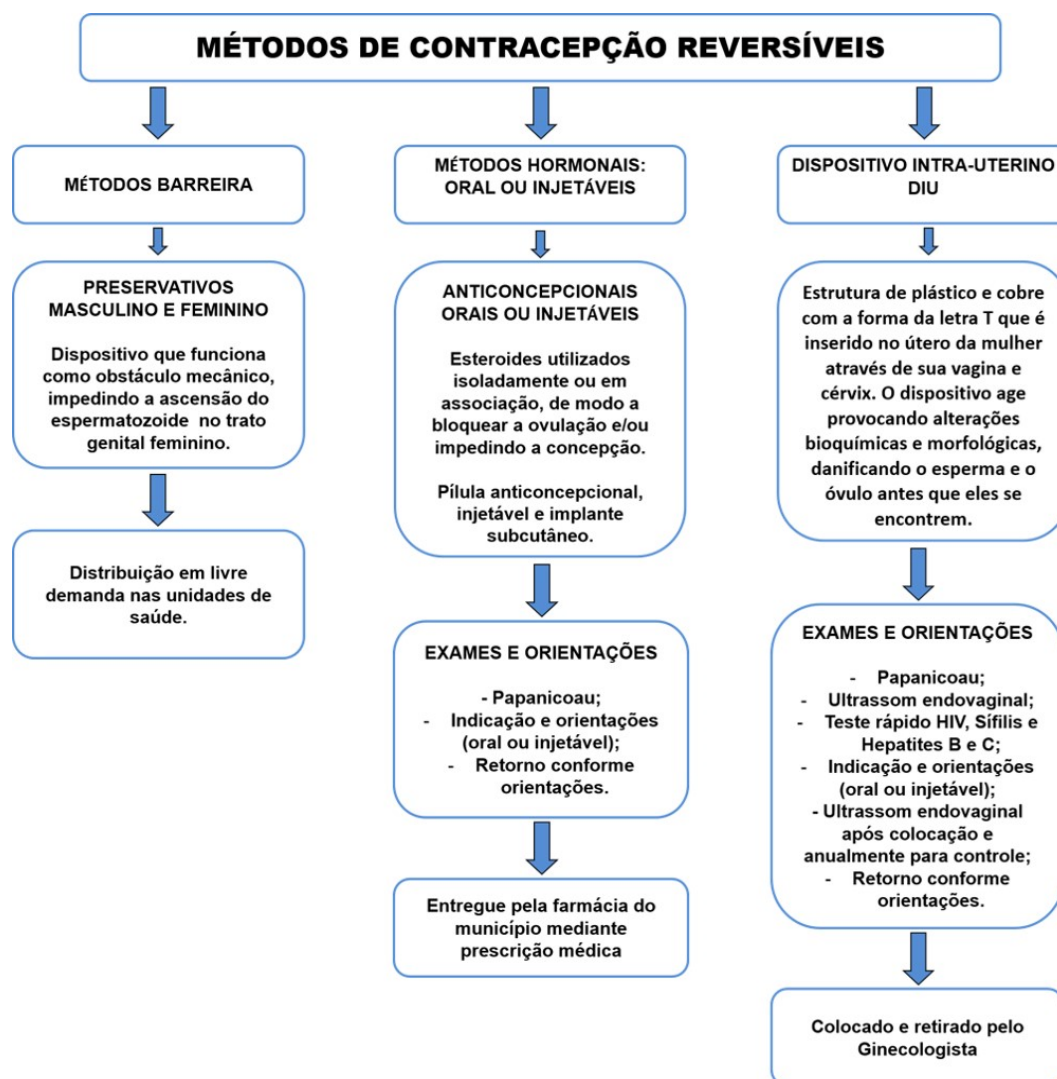 MÉTODOS DE CONTRACEPÇÃO REVERSÍVEIS
MÉTODOS BARREIRA
PRESERVATIVOS
MASCULINO E FEMININO
Dispositivo que funciona
como obstáculo mecânico,
impedindo a ascensão do
espermatozoide no trato
genital feminino.
Distribuição em livre
demanda nas unidades de
saúde.
MÉTODOS HORMONAIS:
ORAL OU INJETÁVEIS
ANTICONCEPCIONAIS
ORAIS OU INJETÁVEIS
Esteroides utilizados
isoladamente ou em
associação, de modo a
bloquear a ovulação e/ou
impedindo a concepção.
Pílula anticoncepcional,
injetável e implante
subcutâneo.
EXAMES E ORIENTAÇÕES
- Papanicoau;
- Indicação e orientações
(oral ou injetável);
- Retorno conforme
orientações.
Entregue pela farmácia do
município mediante
prescrição médica
DISPOSITIVO INTRA-UTERINO
DIU
Estrutura de plástico e cobre
com a forma da letra T que é
inserido no útero da mulher
através de sua vagina e
cérvix. O dispositivo age
provocando alterações
bioquímicas e morfológicas,
danificando o esperma e o
óvulo antes que eles se
encontrem.
EXAMES E ORIENTAÇÕES
- Papanicoau;
- Ultrassom endovaginal;
- Teste rápido HIV, Sífilis e
Hepatites B e C;
- Indicação e orientações
(oral ou injetável);
- Ultrassom endovaginal
após colocação e
anualmente para controle;
- Retorno conforme
orientações.
Colocado e retirado pelo
Ginecologista